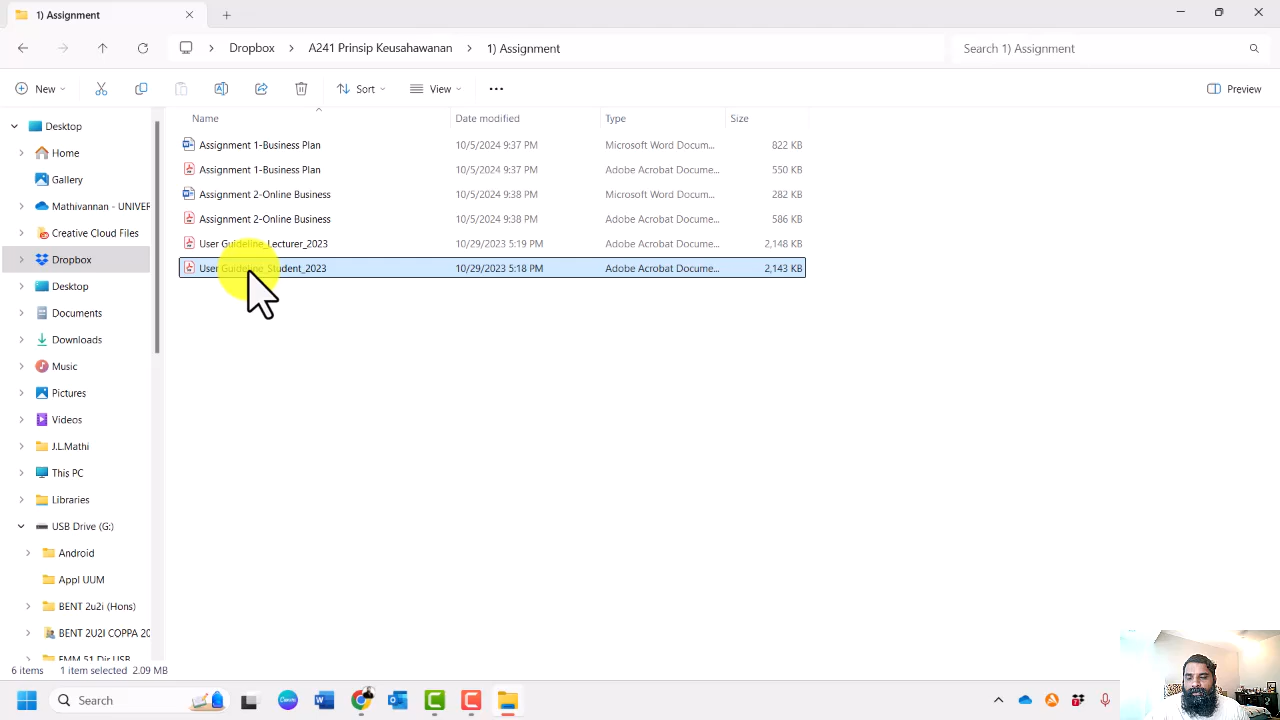 1) Assignment
Dropbox > A241 Prinsip Keusahawanan > 1) Assignment
Search 1) Assignment
New
Sort
View
Preview
Name Date modified Type Size
Assignment 1-Business Plan 10/5/2024 9:37 PM Microsoft Word Docum... 822 KB
Assignment 1-Business Plan 10/5/2024 9:37 PM Adobe Acrobat Docume... 550 KB
Assignment 2-Online Business 10/5/2024 9:38 PM Microsoft Word Docum... 282 KB
Assignment 2-Online Business 10/5/2024 9:38 PM Adobe Acrobat Docume... 586 KB
User Guideline_Lecturer_2023 10/29/2023 5:19 PM Adobe Acrobat Docume... 2,148 KB
User Guideline_Student_2023 10/29/2023 5:18 PM Adobe Acrobat Docume... 2,143 KB
Desktop
Home
Gallery
Mathivannan - UNIVER
Creative Cloud Files
Dropbox
Desktop
Documents
Downloads
Music
Pictures
Videos
J.L.Mathi
This PC
Libraries
USB Drive (G:)
Android
Appl UUM
BENT 2u2i (Hons)
BENT 2U2I COPPA 20
EMM 51 Dir USB
6 items 1 item selected 2.09 MB
Search